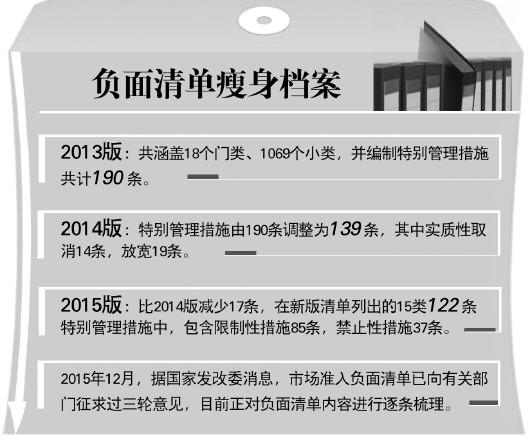 负面清单瘦身档案
2013版：共涵盖18个门类、1069个小类，并编制特别管理措施
共计190条。
2014版：特别管理措施由190条调整为139条，其中实质性取
消14条，放宽19条。
2015版：比2014版减少17条，在新版清单列出的15类122条
特别管理措施中，包含限制性措施85条，禁止性措施37条。
2015年12月，据国家发改委消息，市场准入负面清单已向有关部
门征求过三轮意见，目前正对负面清单内容进行逐条梳理。